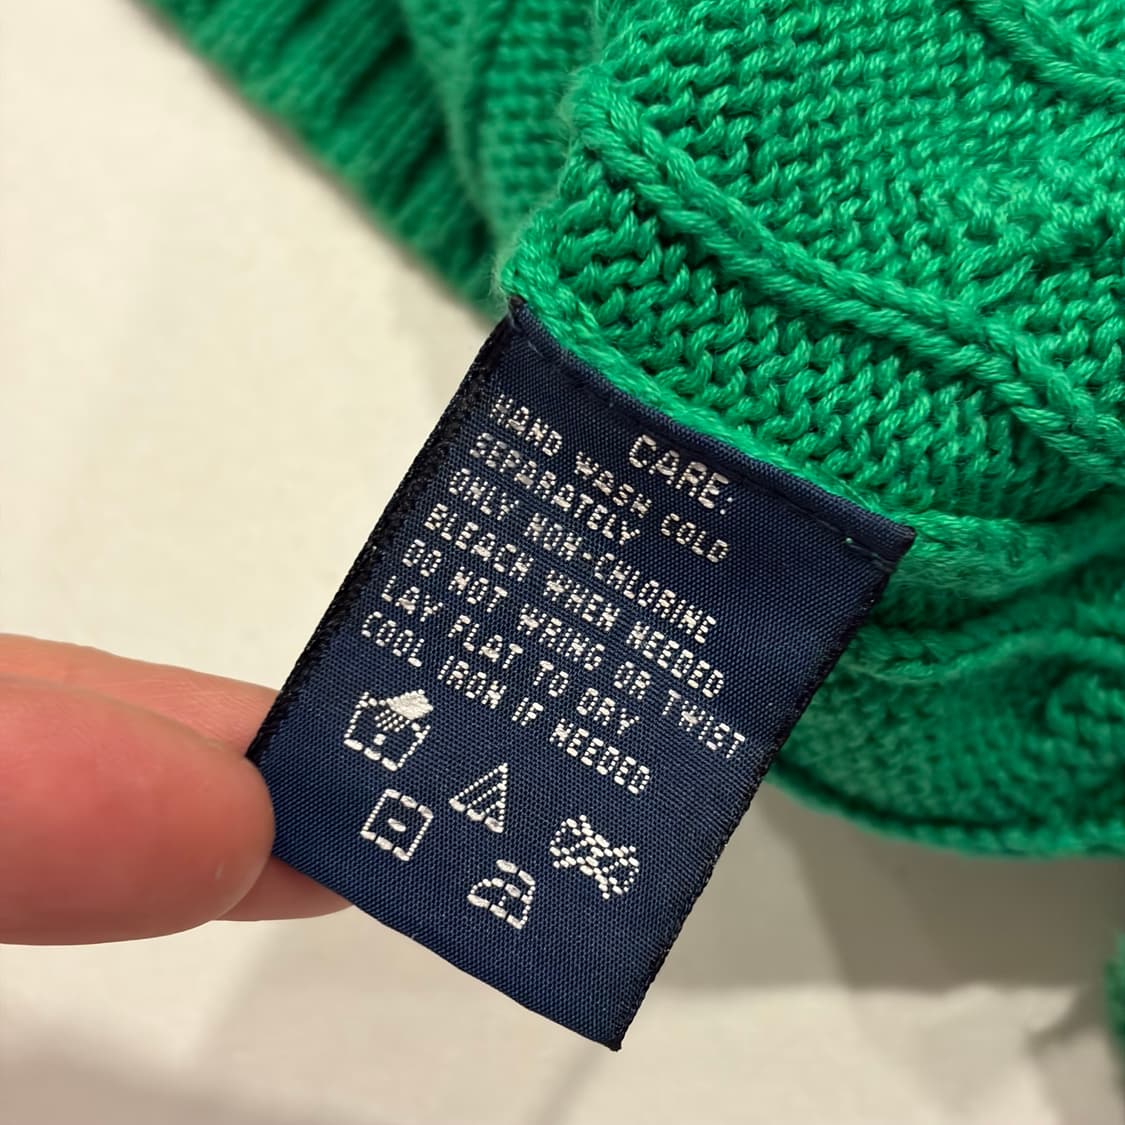 CARE:
HAND WASH COLD
SEPARATELY
ONLY NON-CHLORINE
BLEACH WHEN NEEDED
DO NOT WRING OR TWIST
LAY FLAT TO DRY
COOL IRON IF NEEDED